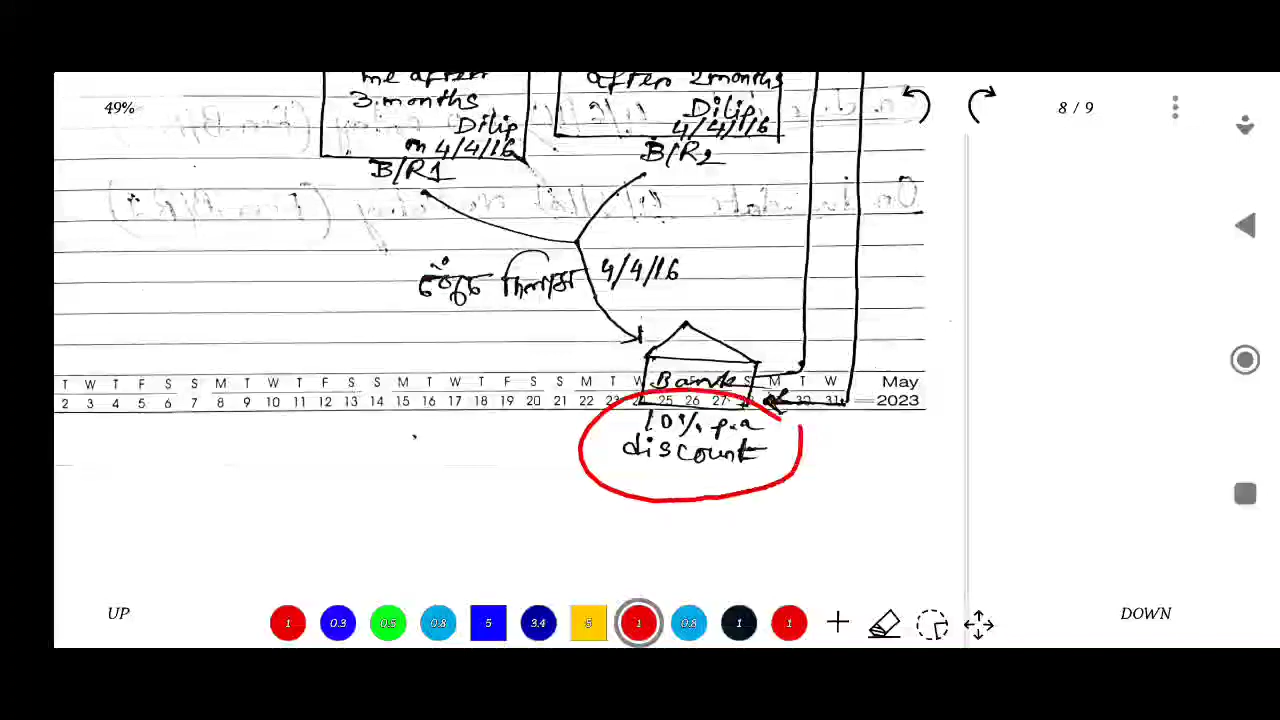 49%
8 / 9
me after
3 months
Dilip
on 4/4/16
B/R1
after 2 months
Dilip
4/4/16
B/R2
4/4/16
Bank
T W T F S S M T W T F S S M T W T F S S M T W S M T W May
2 3 4 5 6 7 8 9 10 11 12 13 14 15 16 17 18 19 20 21 22 23 25 26 27 30 31 2023
10% p.a
discount
UP
1 0.3 0.5 0.8 5 3.4 5 1 0.8 1 1
DOWN